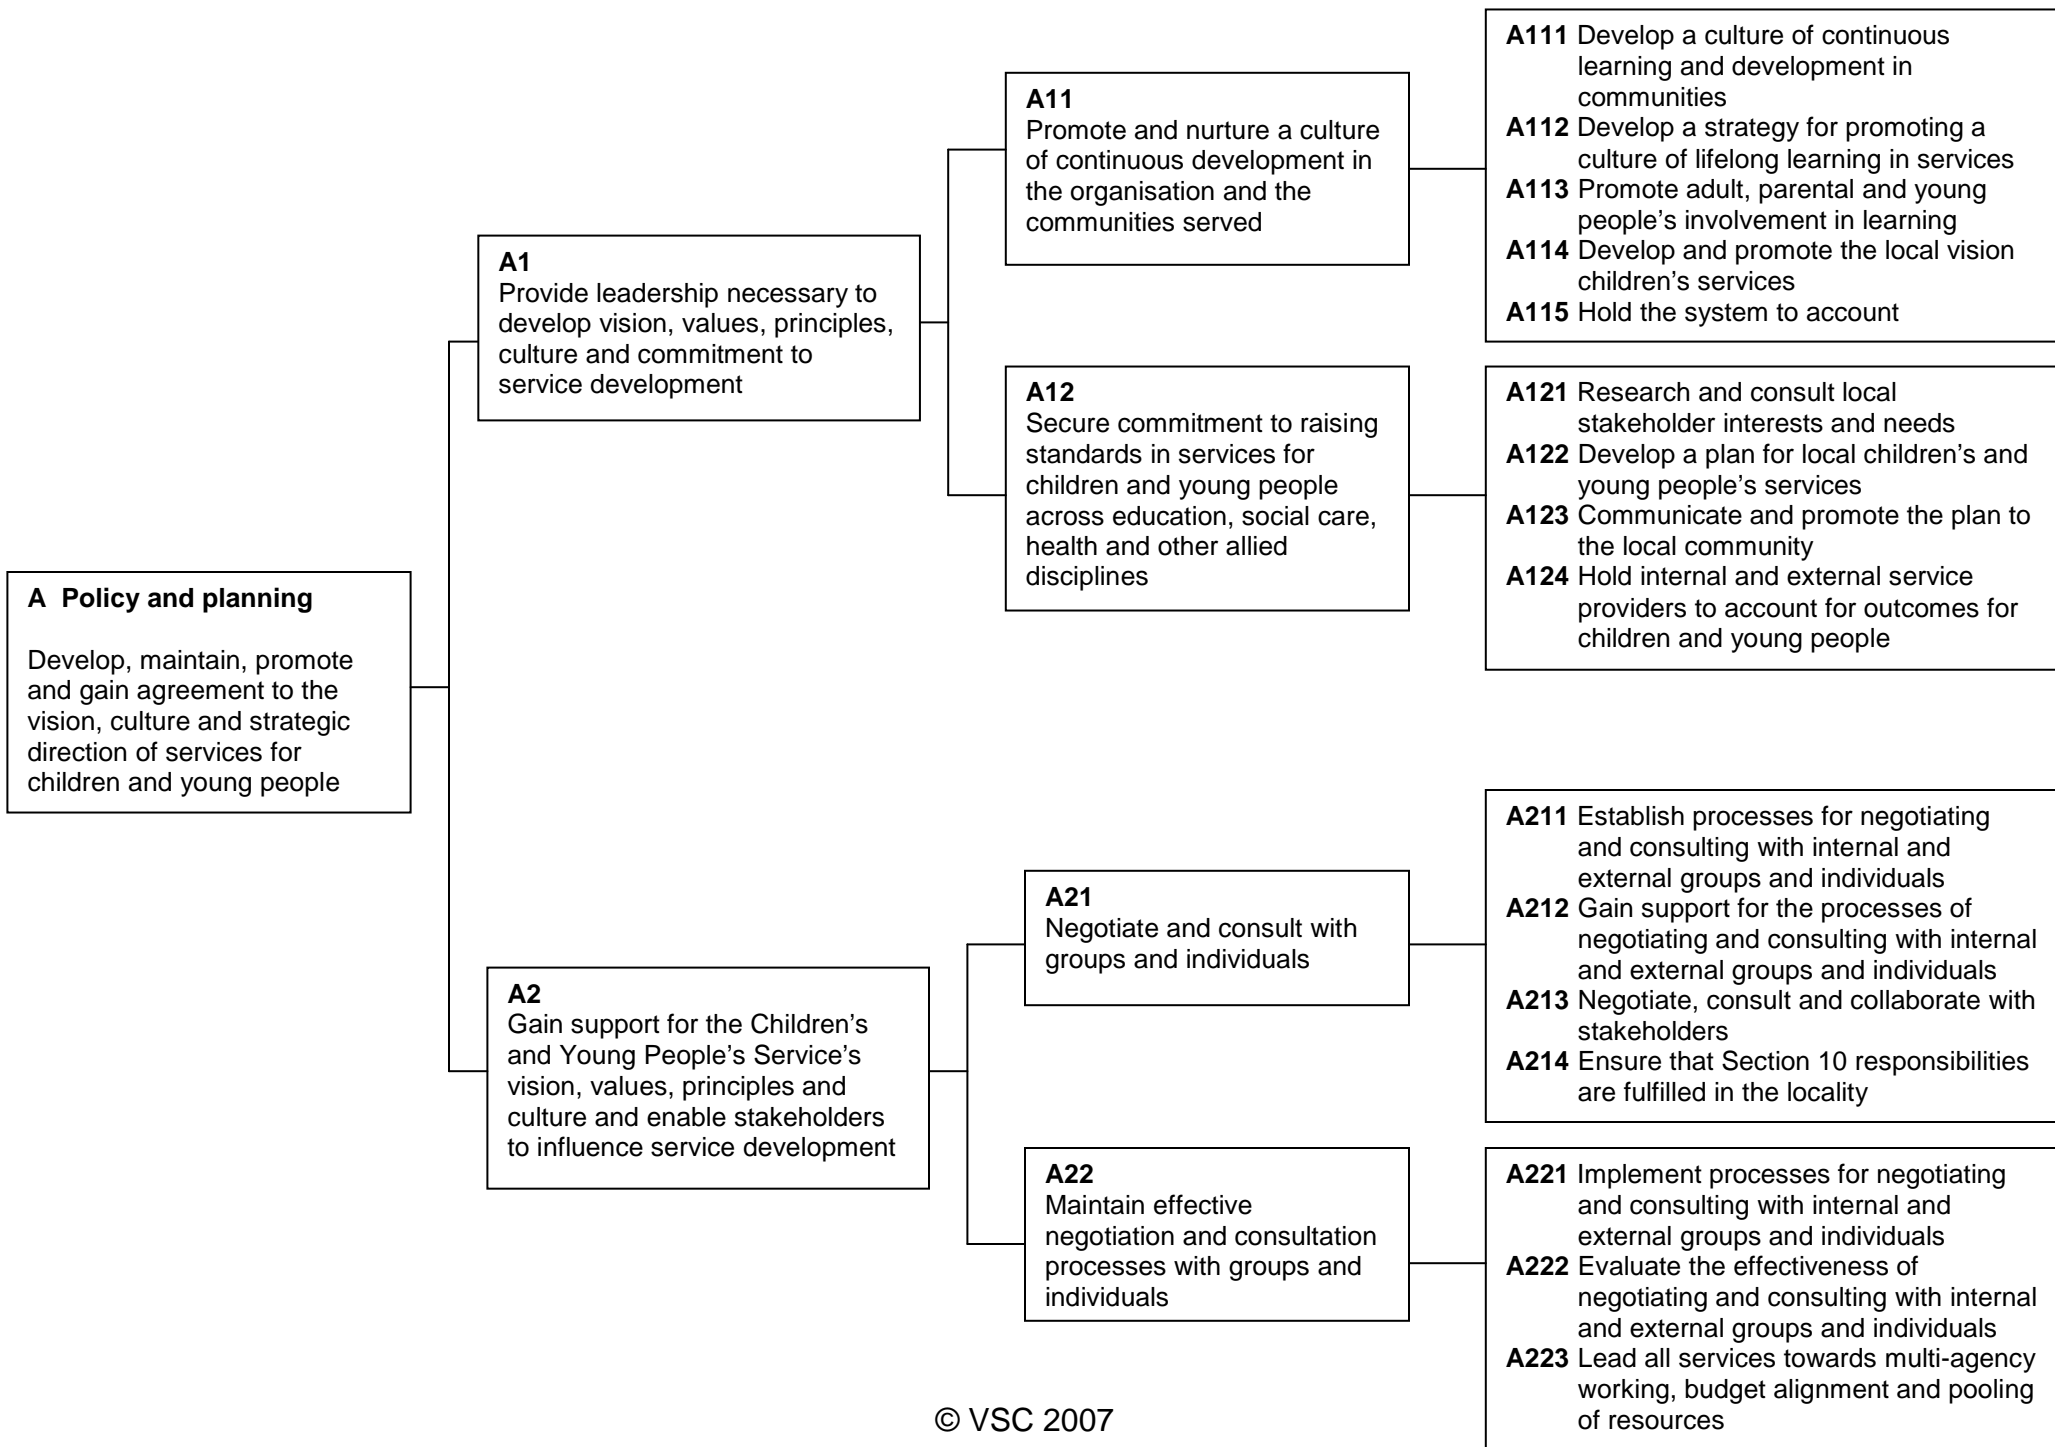 A Policy and planning
Develop, maintain, promote
and gain agreement to the
vision, culture and strategic
direction of services for
children and young people
A1
Provide leadership necessary to
develop vision, values, principles,
culture and commitment to
service development
A11
Promote and nurture a culture
of continuous development in
the organisation and the
communities served
A111 Develop a culture of continuous
learning and development in
communities
A112 Develop a strategy for promoting a
culture of lifelong learning in services
A113 Promote adult, parental and young
people’s involvement in learning
A114 Develop and promote the local vision
children’s services
A115 Hold the system to account
A12
Secure commitment to raising
standards in services for
children and young people
across education, social care,
health and other allied
disciplines
A121 Research and consult local
stakeholder interests and needs
A122 Develop a plan for local children’s and
young people’s services
A123 Communicate and promote the plan to
the local community
A124 Hold internal and external service
providers to account for outcomes for
children and young people
A2
Gain support for the Children’s
and Young People’s Service’s
vision, values, principles and
culture and enable stakeholders
to influence service development
A21
Negotiate and consult with
groups and individuals
A211 Establish processes for negotiating
and consulting with internal and
external groups and individuals
A212 Gain support for the processes of
negotiating and consulting with internal
and external groups and individuals
A213 Negotiate, consult and collaborate with
stakeholders
A214 Ensure that Section 10 responsibilities
are fulfilled in the locality
A22
Maintain effective
negotiation and consultation
processes with groups and
individuals
A221 Implement processes for negotiating
and consulting with internal and
external groups and individuals
A222 Evaluate the effectiveness of
negotiating and consulting with internal
and external groups and individuals
A223 Lead all services towards multi-agency
working, budget alignment and pooling
of resources
© VSC 2007